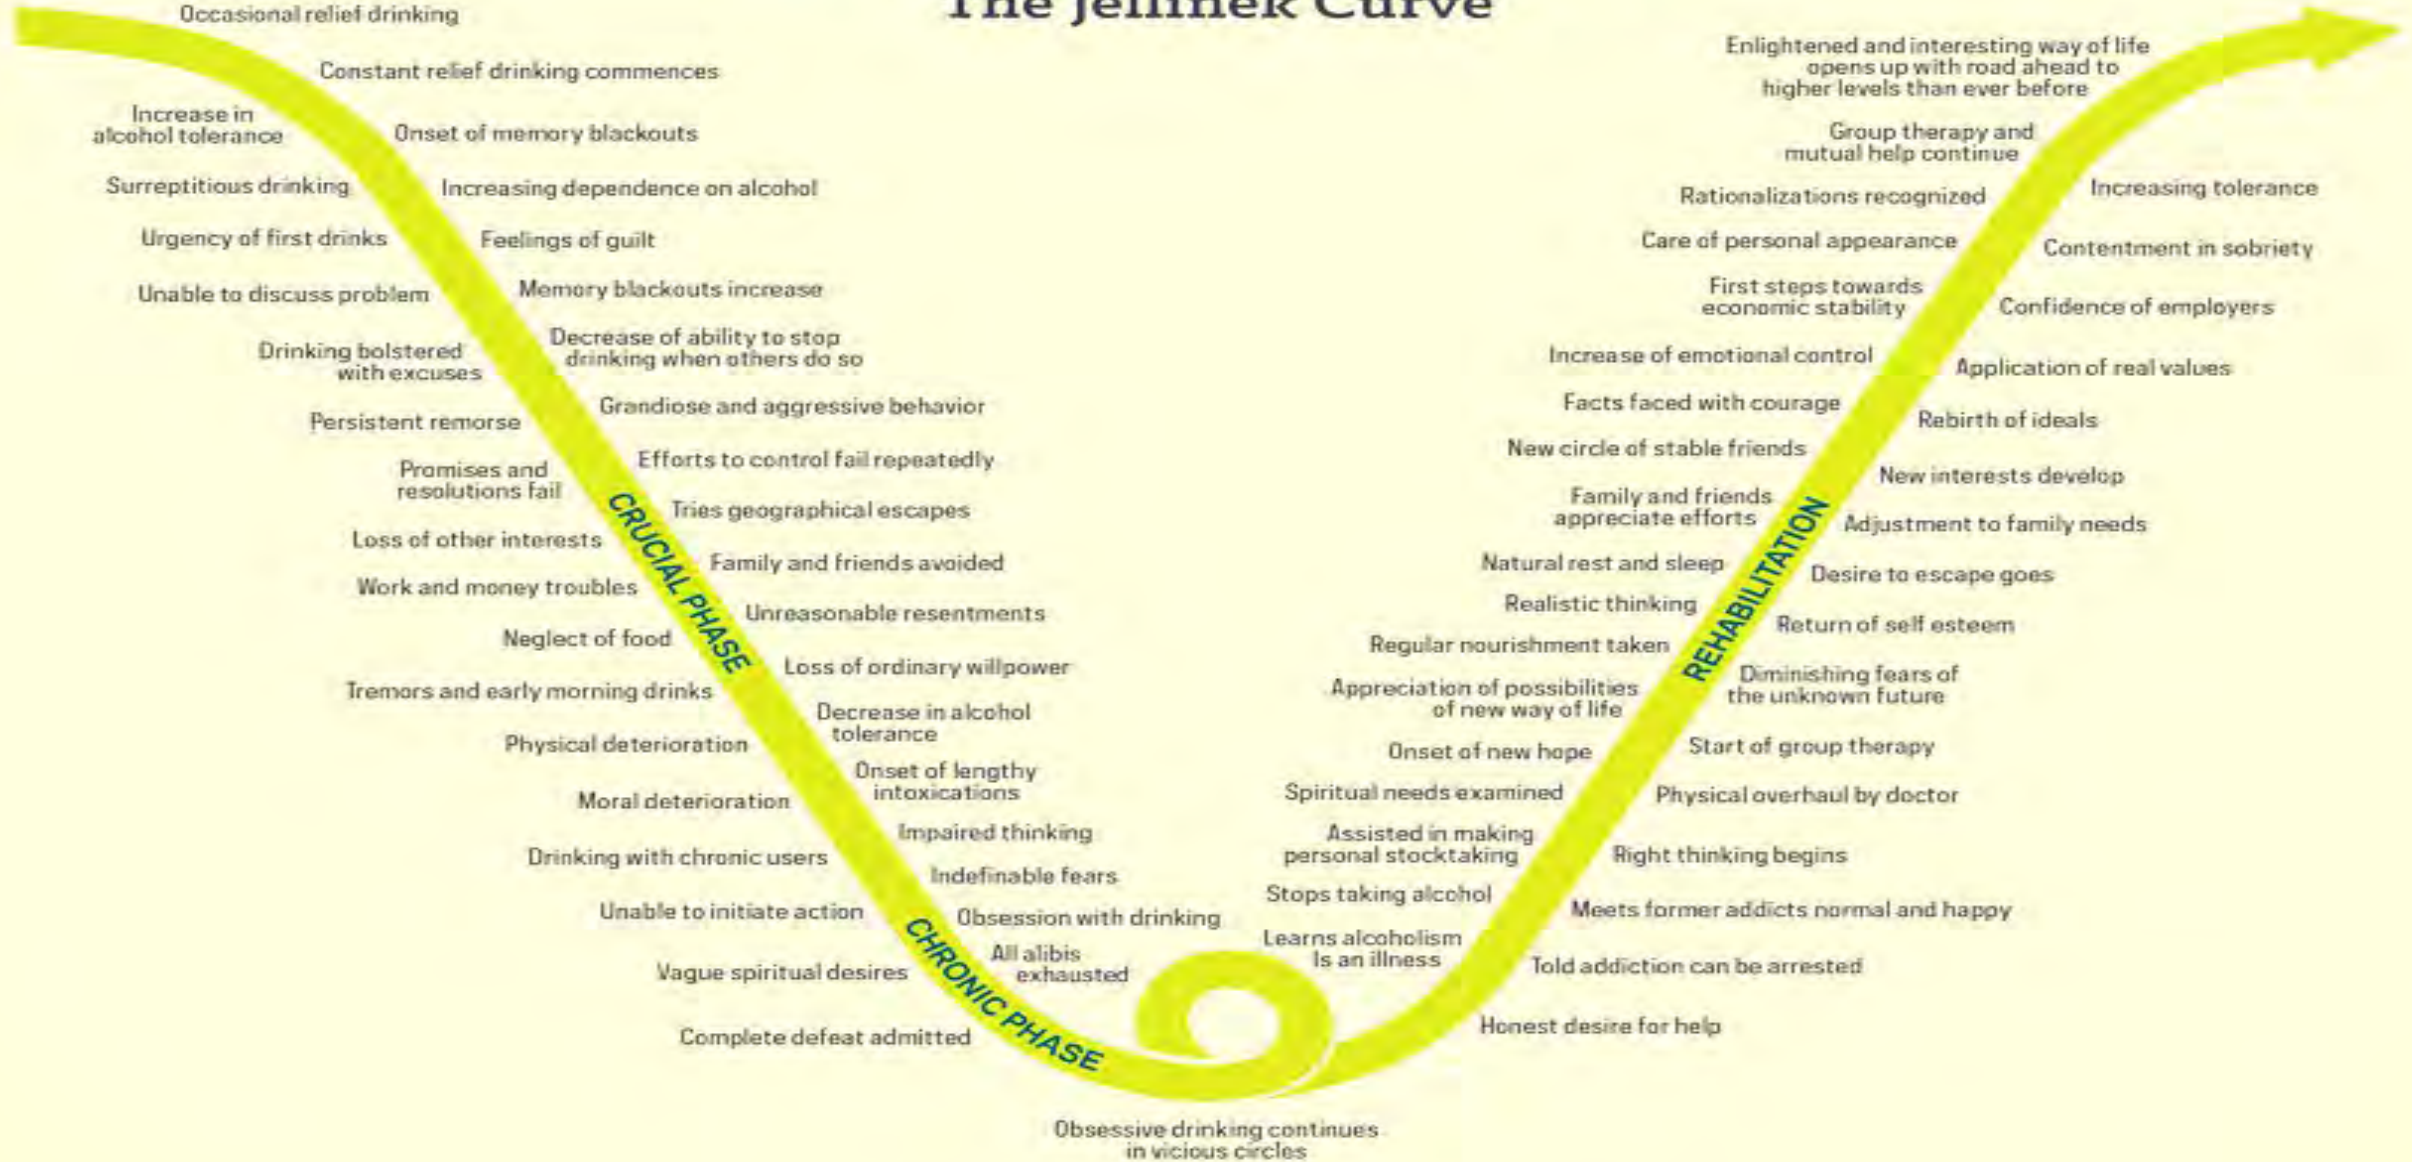 The Jellinek Curve
Occasional relief drinking
Constant relief drinking commences
Increase in
alcohol tolerance
Onset of memory blackouts
Surreptitious drinking
Increasing dependence on alcohol
Urgency of first drinks
Feelings of guilt
Unable to discuss problem
Memory blackouts increase
Drinking bolstered
with excuses
Decrease of ability to stop
drinking when others do so
Persistent remorse
Grandiose and aggressive behavior
Promises and
resolutions fail
Efforts to control fail repeatedly
Tries geographical escapes
Loss of other interests
Family and friends avoided
Work and money troubles
Unreasonable resentments
Neglect of food
Loss of ordinary willpower
Tremors and early morning drinks
Decrease in alcohol
tolerance
Physical deterioration
Onset of lengthy
intoxications
Moral deterioration
Impaired thinking
Drinking with chronic users
Indefinable fears
Unable to initiate action
Obsession with drinking
Vague spiritual desires
All alibis
exhausted
Complete defeat admitted
CRUCIAL PHASE
CHRONIC PHASE
Obsessive drinking continues
in vicious circles
REHABILITATION
Enlightened and interesting way of life
opens up with road ahead to
higher levels than ever before
Group therapy and
mutual help continue
Increasing tolerance
Rationalizations recognized
Care of personal appearance
Contentment in sobriety
First steps towards
economic stability
Confidence of employers
Increase of emotional control
Application of real values
Facts faced with courage
Rebirth of ideals
New circle of stable friends
New interests develop
Family and friends
appreciate efforts
Adjustment to family needs
Natural rest and sleep
Desire to escape goes
Realistic thinking
Return of self esteem
Regular nourishment taken
Diminishing fears of
the unknown future
Appreciation of possibilities
of new way of life
Onset of new hope
Start of group therapy
Spiritual needs examined
Physical overhaul by doctor
Assisted in making
personal stocktaking
Right thinking begins
Stops taking alcohol
Meets former addicts normal and happy
Learns alcoholism
Is an illness
Told addiction can be arrested
Honest desire for help